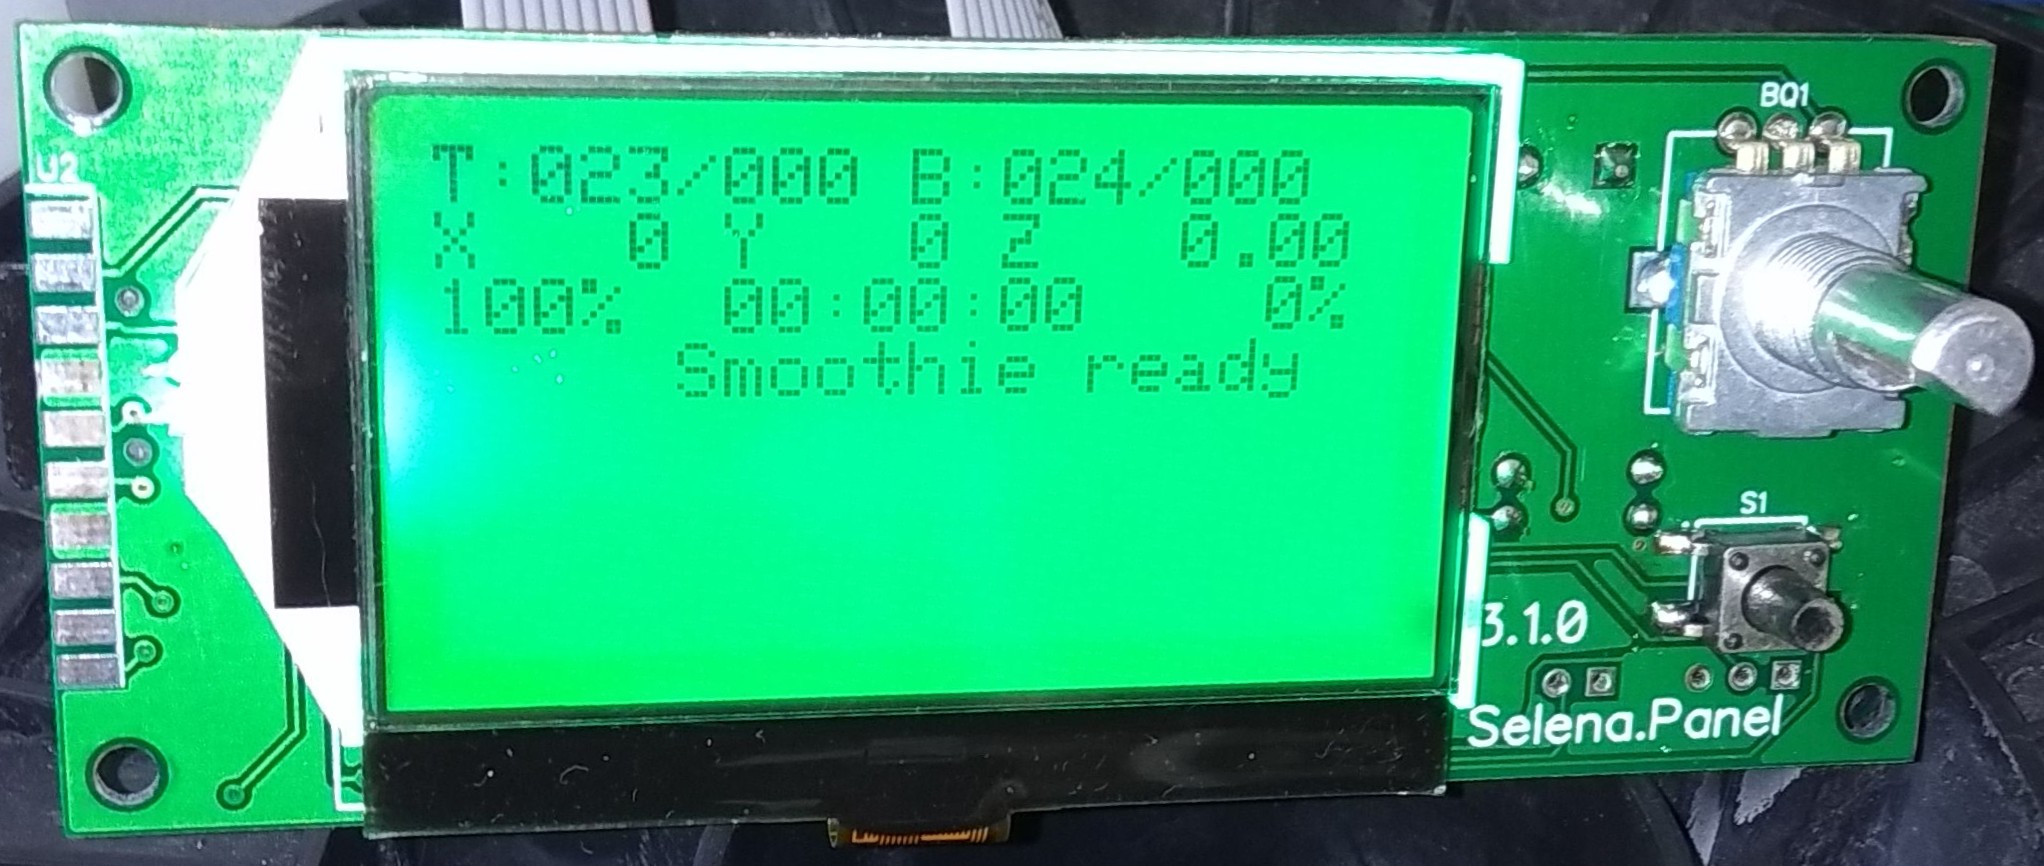 BQ1
U2
T:023/000 B:024/000
X 0 Y 0 Z 0.00
100% 00:00:00 0%
Smoothie ready
S1
3.1.0
Selena.Panel